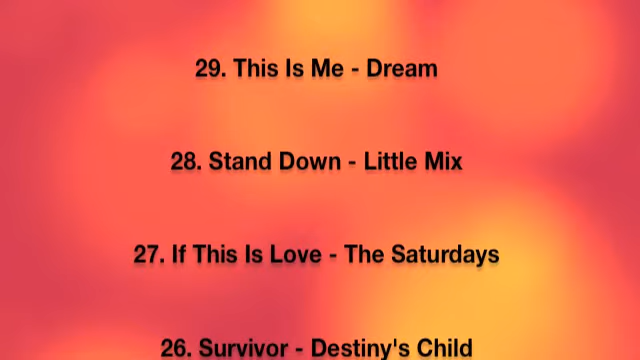 29. This Is Me - Dream
28. Stand Down - Little Mix
27. If This Is Love - The Saturdays
26. Survivor - Destiny's Child